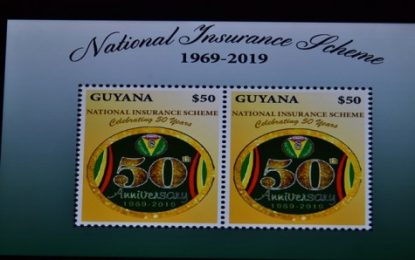 National Insurance Scheme
1969-2019
GUYANA $50
NATIONAL INSURANCE SCHEME
Celebrating 50 Years
50th
Anniversary
1969-2019
GUYANA $50
NATIONAL INSURANCE SCHEME
Celebrating 50 Years
50th
Anniversary
1969-2019